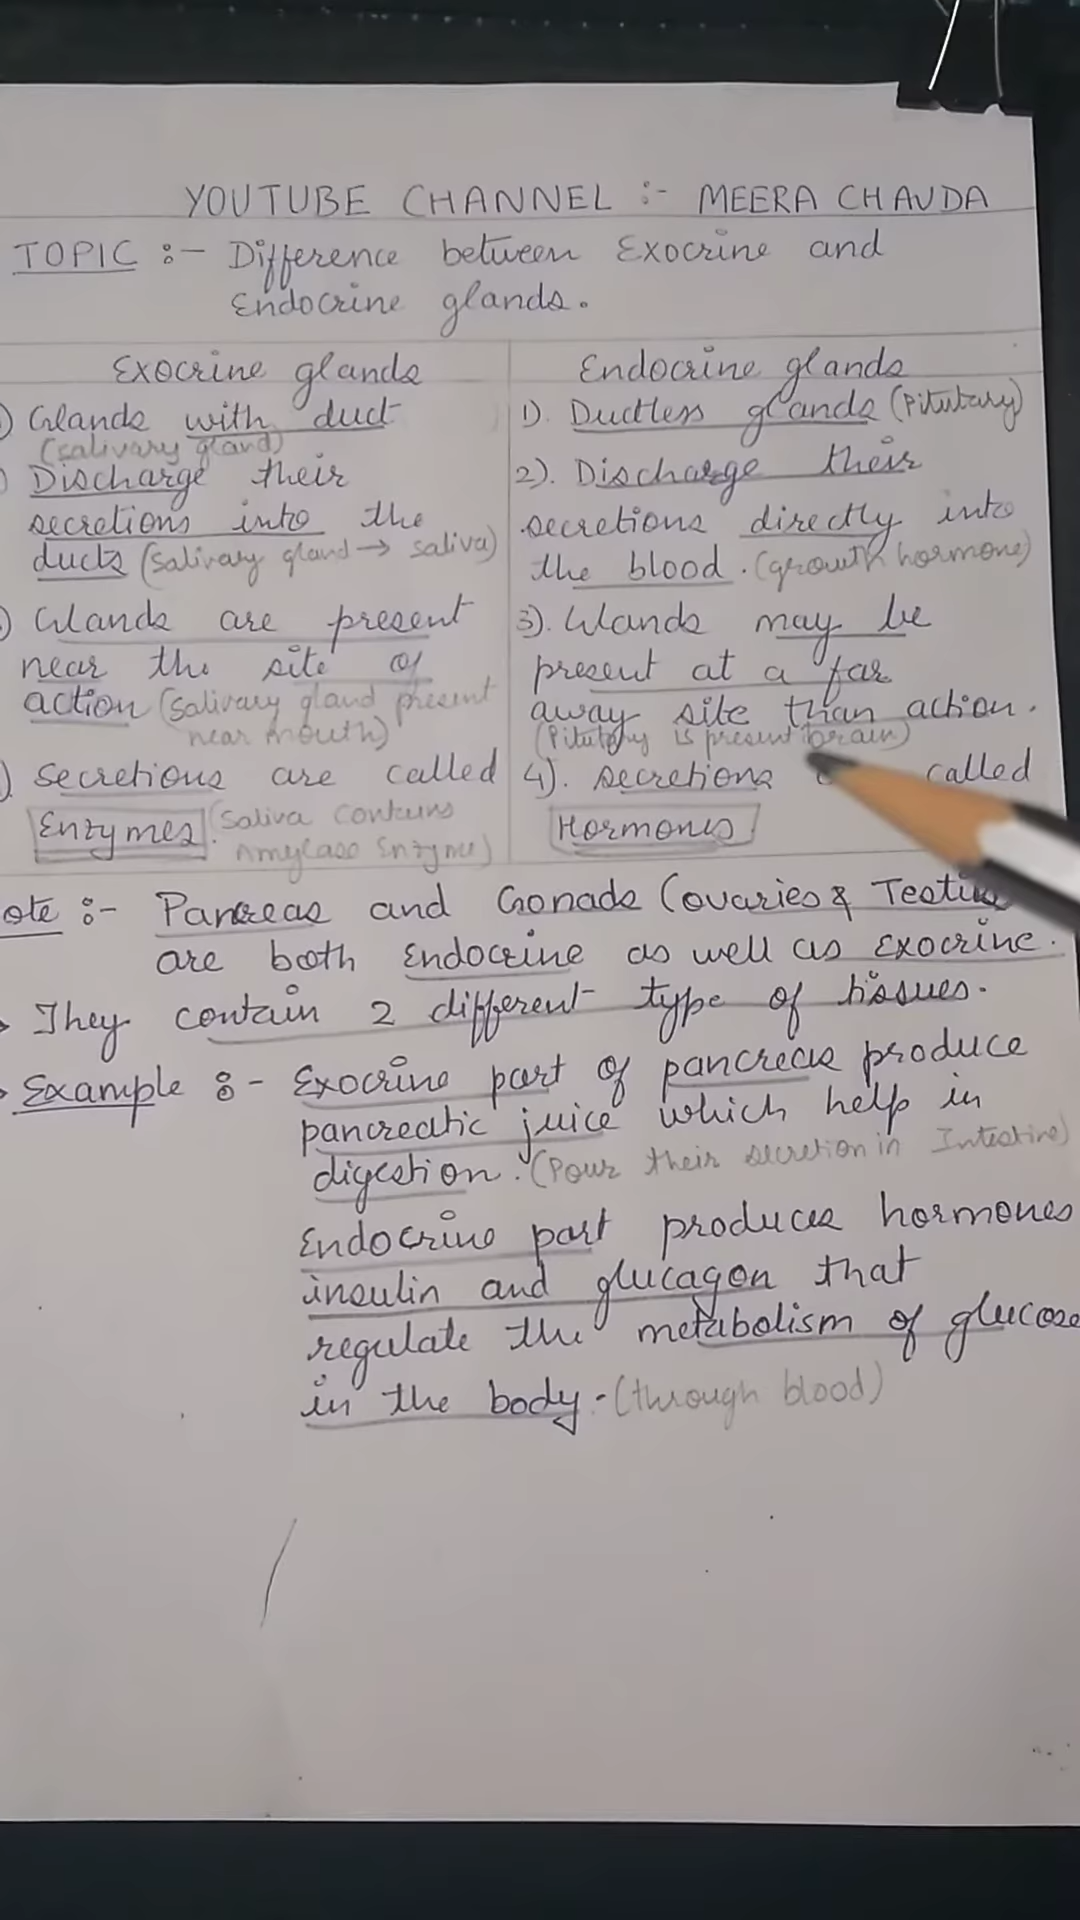 YOUTUBE CHANNEL :- MEERA CHAVDA
TOPIC :- Difference between Exocrine and
Endocrine glands.
Exocrine glands
) Glands with duct
(salivary gland)
) Discharge their
secretions into the
ducts (salivary gland → saliva)
) Glands are present
near the site of
action (salivary gland present
near mouth)
) Secretions are called
Enzymes. (Saliva contains
Amylase Enzyme)
Endocrine glands
1). Ductless glands (Pitutary)
2). Discharge their
secretions directly into
the blood. (growth hormone)
3). Glands may be
present at a far
away site than action.
(Pitutary is present brain)
4). Secretions called
Hormones
ote :- Pancreas and Gonads (ovaries & Testis
are both Endocrine as well as Exocrine.
They contain 2 different type of tissues.
Example :- Exocrine part of pancreas produce
pancreatic juice which help in
digestion. (Pour their secretion in Intestine)
Endocrine part produces hormones
insulin and glucagon that
regulate the metabolism of glucose
in the body - (through blood)